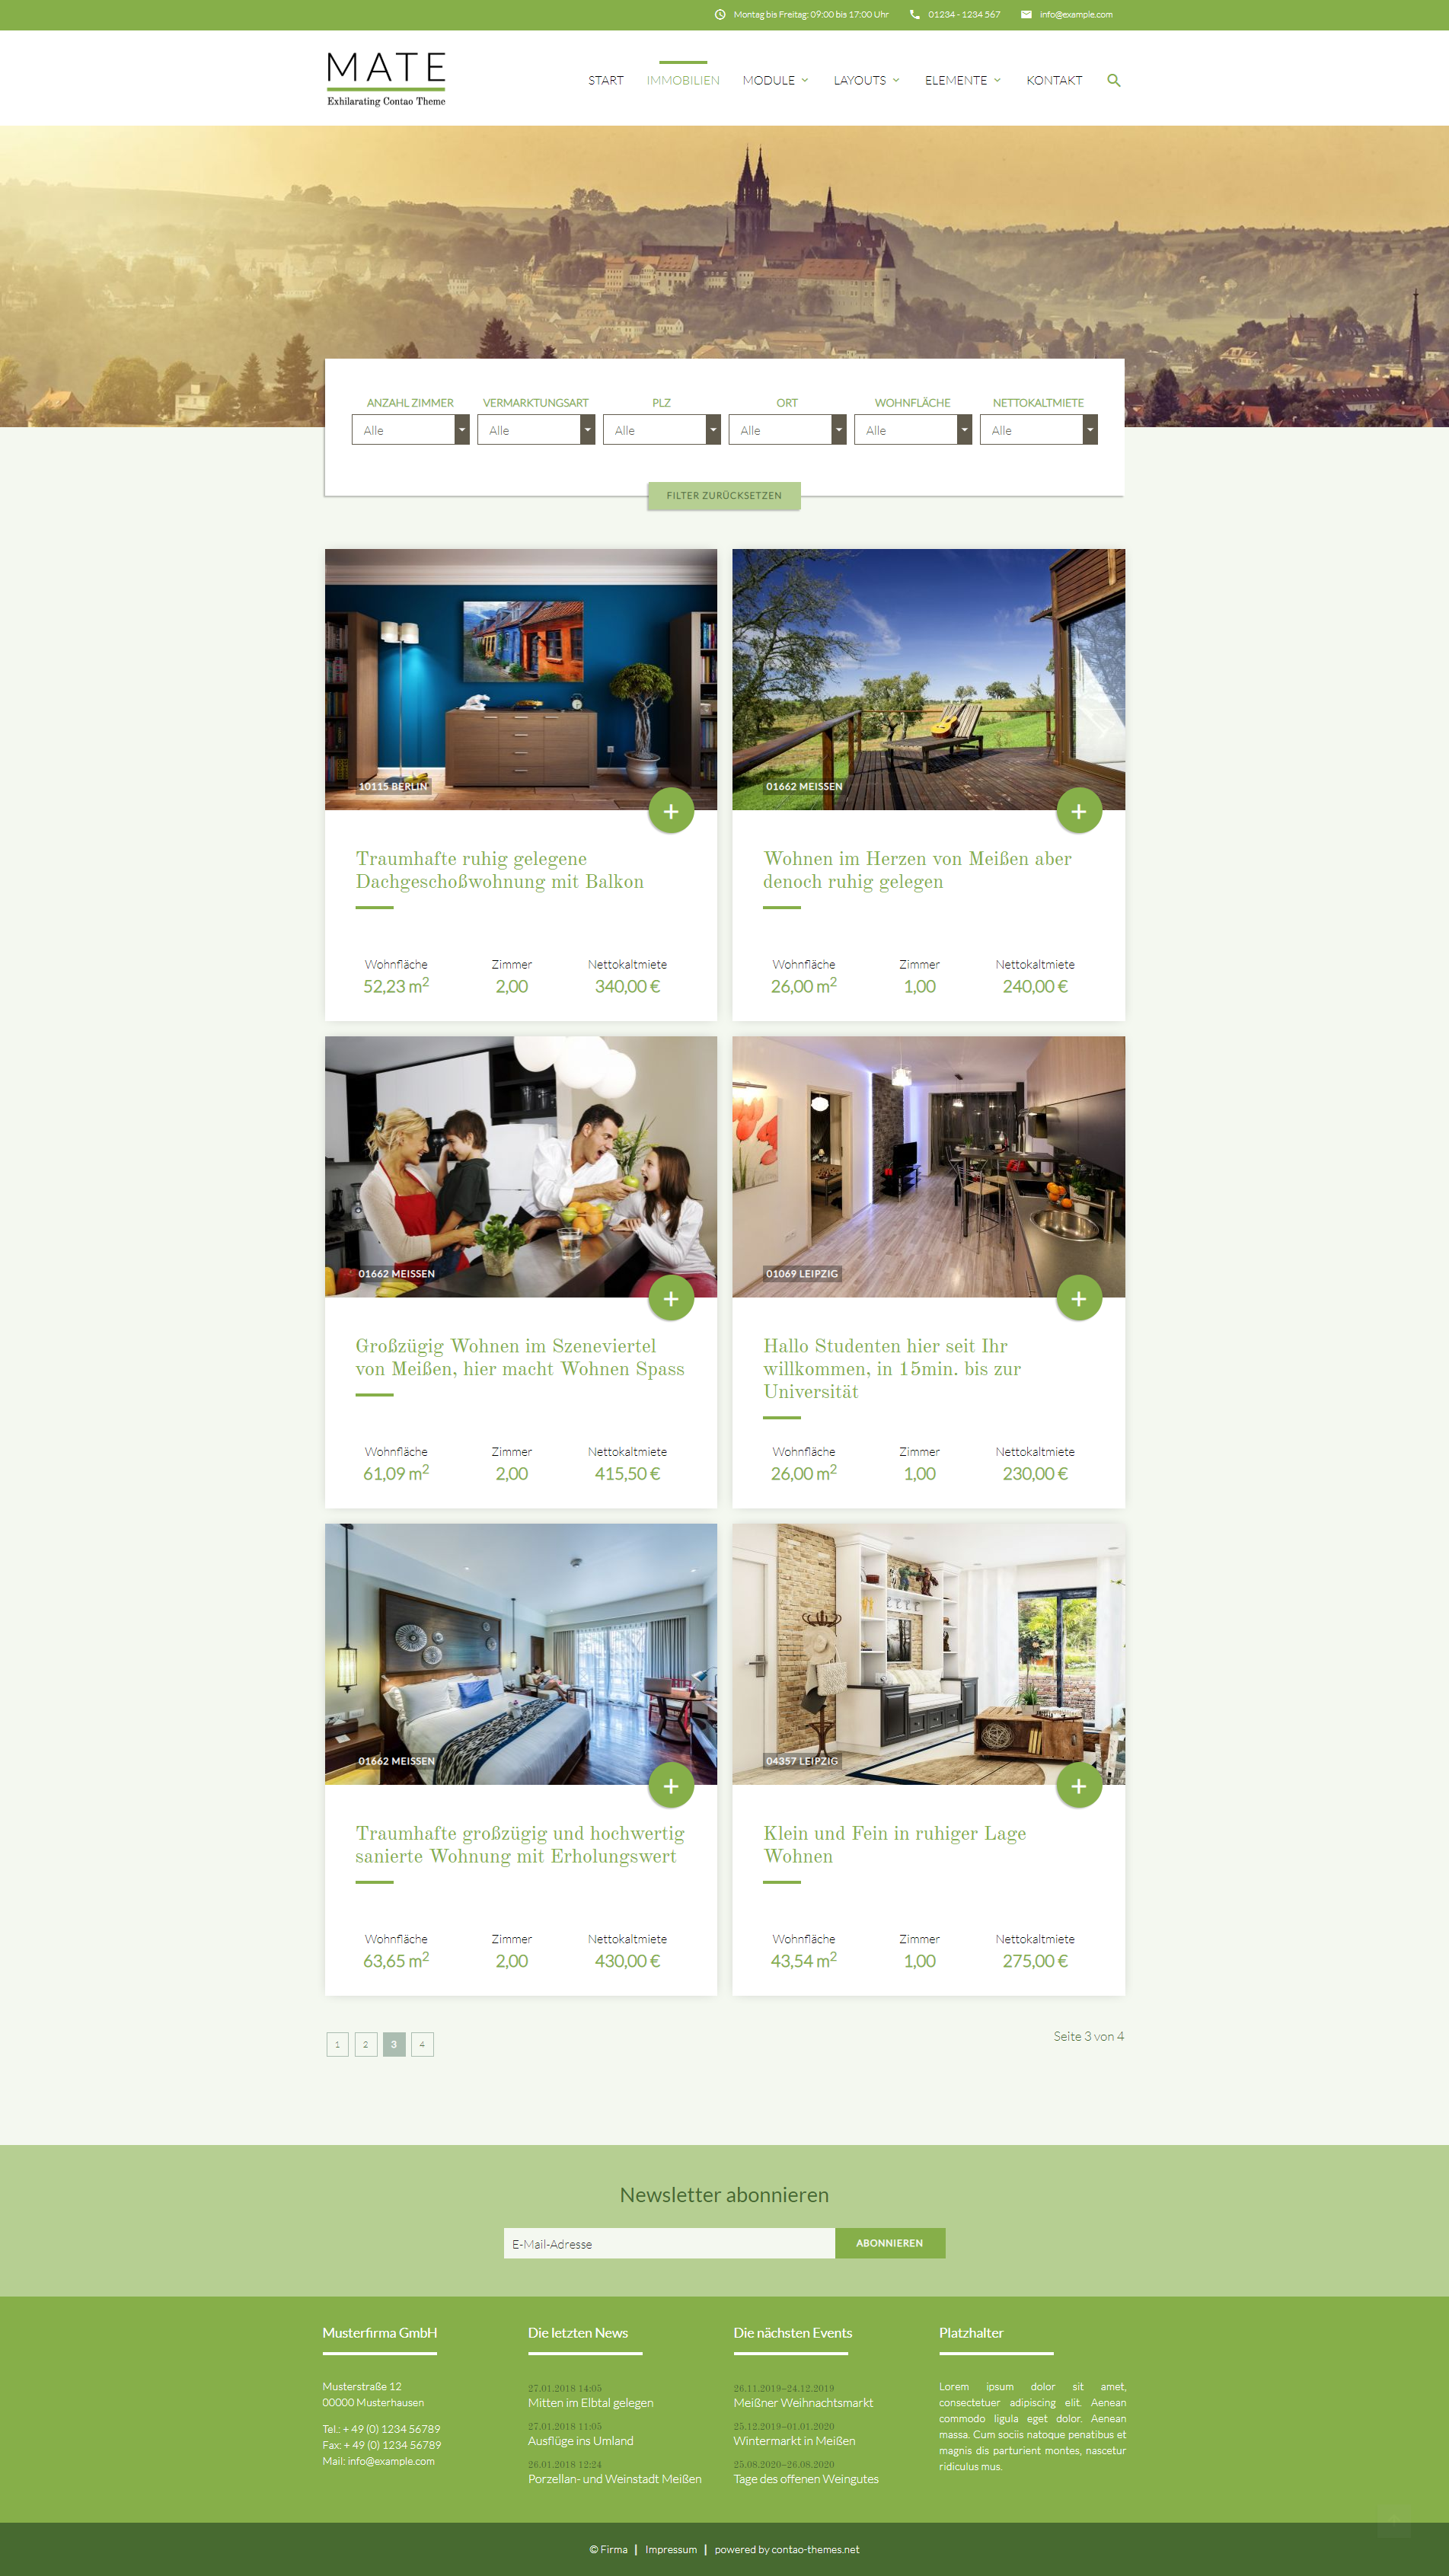 Montag bis Freitag: 09:00 bis 17:00 Uhr 01234 - 1234 567 info@example.com
MATE
Exhilarating Contao Theme
START IMMOBILIEN MODULE LAYOUTS ELEMENTE KONTAKT
ANZAHL ZIMMER VERMARKTUNGSART PLZ ORT WOHNFLÄCHE NETTOKALTMIETE
Alle Alle Alle Alle Alle Alle
FILTER ZURÜCKSETZEN
10115 BERLIN
Traumhafte ruhig gelegene
Dachgeschoßwohnung mit Balkon
Wohnfläche Zimmer Nettokaltmiete
52,23 m² 2,00 340,00 €
01662 MEISSEN
Wohnen im Herzen von Meißen aber
denoch ruhig gelegen
Wohnfläche Zimmer Nettokaltmiete
26,00 m² 1,00 240,00 €
01662 MEISSEN
Großzügig Wohnen im Szeneviertel
von Meißen, hier macht Wohnen Spass
Wohnfläche Zimmer Nettokaltmiete
61,09 m² 2,00 415,50 €
01069 LEIPZIG
Hallo Studenten hier seit Ihr
willkommen, in 15min. bis zur
Universität
Wohnfläche Zimmer Nettokaltmiete
26,00 m² 1,00 230,00 €
01662 MEISSEN
Traumhafte großzügig und hochwertig
sanierte Wohnung mit Erholungswert
Wohnfläche Zimmer Nettokaltmiete
63,65 m² 2,00 430,00 €
04357 LEIPZIG
Klein und Fein in ruhiger Lage
Wohnen
Wohnfläche Zimmer Nettokaltmiete
43,54 m² 1,00 275,00 €
1 2 3 4
Seite 3 von 4
Newsletter abonnieren
E-Mail-Adresse ABONNIEREN
Musterfirma GmbH
Musterstraße 12
00000 Musterhausen
Tel.: + 49 (0) 1234 56789
Fax: + 49 (0) 1234 56789
Mail: info@example.com
Die letzten News
27.01.2018 14:05
Mitten im Elbtal gelegen
27.01.2018 11:05
Ausflüge ins Umland
26.01.2018 12:24
Porzellan- und Weinstadt Meißen
Die nächsten Events
26.11.2019–24.12.2019
Meißner Weihnachtsmarkt
25.12.2019–01.01.2020
Wintermarkt in Meißen
25.08.2020–26.08.2020
Tage des offenen Weingutes
Platzhalter
Lorem ipsum dolor sit amet,
consectetuer adipiscing elit. Aenean
commodo ligula eget dolor. Aenean
massa. Cum sociis natoque penatibus et
magnis dis parturient montes, nascetur
ridiculus mus.
© Firma | Impressum | powered by contao-themes.net